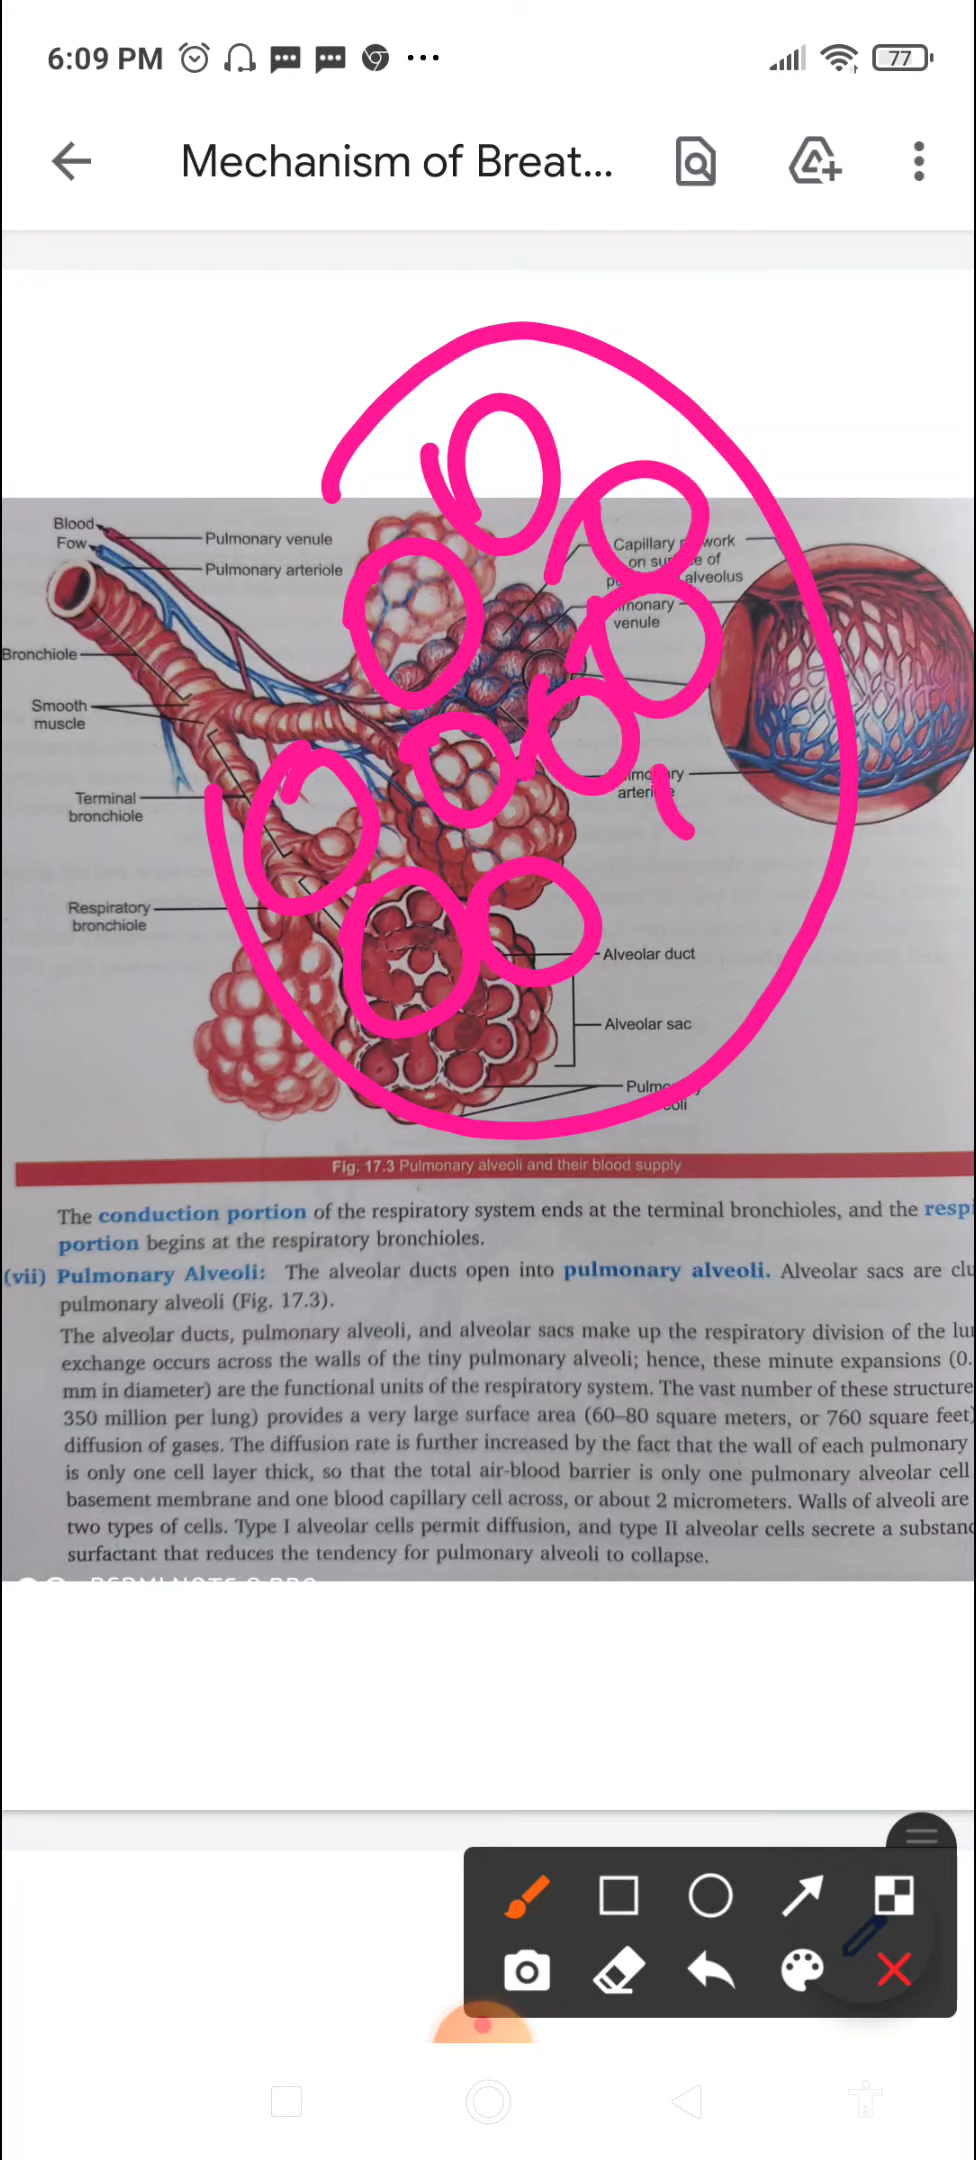 6:09 PM
77
Mechanism of Breat...
Blood
Fow
Pulmonary venule
Pulmonary arteriole
Bronchiole
Smooth
muscle
Terminal
bronchiole
Respiratory
bronchiole
Capillary work
on su e of
alveolus
monary
venule
Alveolar duct
Alveolar sac
Fig. 17.3 Pulmonary alveoli and their blood supply
The conduction portion of the respiratory system ends at the terminal bronchioles, and the resp
portion begins at the respiratory bronchioles.
(vii) Pulmonary Alveoli: The alveolar ducts open into pulmonary alveoli. Alveolar sacs are clu
pulmonary alveoli (Fig. 17.3).
The alveolar ducts, pulmonary alveoli, and alveolar sacs make up the respiratory division of the lu
exchange occurs across the walls of the tiny pulmonary alveoli; hence, these minute expansions (0.
mm in diameter) are the functional units of the respiratory system. The vast number of these structure
350 million per lung) provides a very large surface area (60–80 square meters, or 760 square feet)
diffusion of gases. The diffusion rate is further increased by the fact that the wall of each pulmonary
is only one cell layer thick, so that the total air-blood barrier is only one pulmonary alveolar cell
basement membrane and one blood capillary cell across, or about 2 micrometers. Walls of alveoli are
two types of cells. Type I alveolar cells permit diffusion, and type II alveolar cells secrete a substanc
surfactant that reduces the tendency for pulmonary alveoli to collapse.